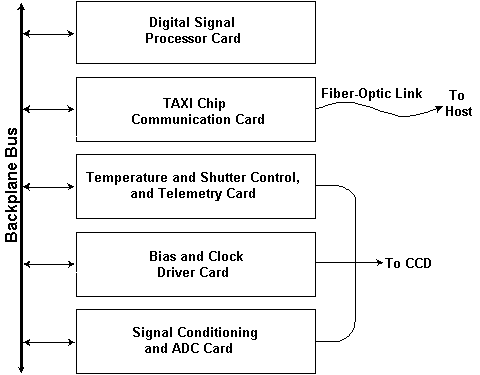 Digital Signal
Processor Card
TAXI Chip
Communication Card
Fiber-Optic Link
To
Host
Temperature and Shutter Control,
and Telemetry Card
Bias and Clock
Driver Card
To CCD
Signal Conditioning
and ADC Card
Backplane Bus